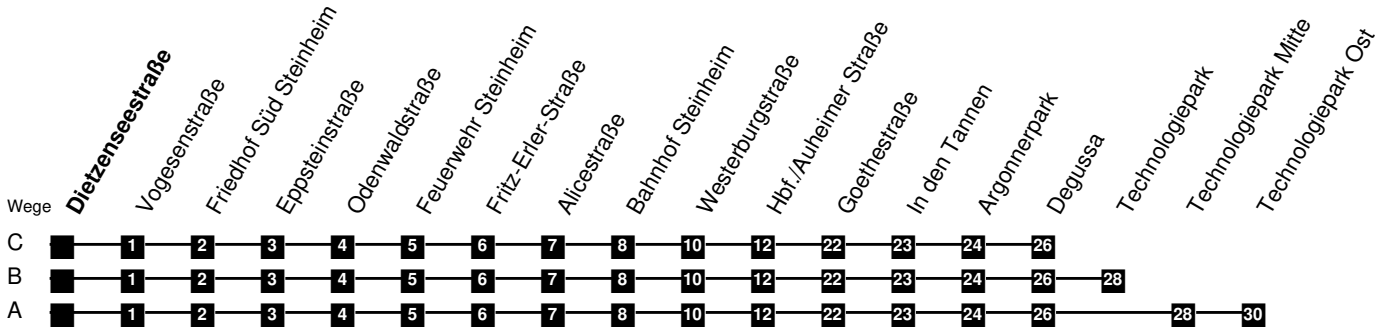 Dietzenseestraße
Vogesenstraße
Friedhof Süd Steinheim
Eppsteinstraße
Odenwaldstraße
Feuerwehr Steinheim
Fritz-Erler-Straße
Alicestraße
Bahnhof Steinheim
Westerburgstraße
Hbf./Auheimer Straße
Goethestraße
In den Tannen
Argonnerpark
Degussa
Technologiepark
Technologiepark Mitte
Technologiepark Ost
Wege
C 1 2 3 4 5 6 7 8 10 12 22 23 24 26
B 1 2 3 4 5 6 7 8 10 12 22 23 24 26 28
A 1 2 3 4 5 6 7 8 10 12 22 23 24 26 28 30